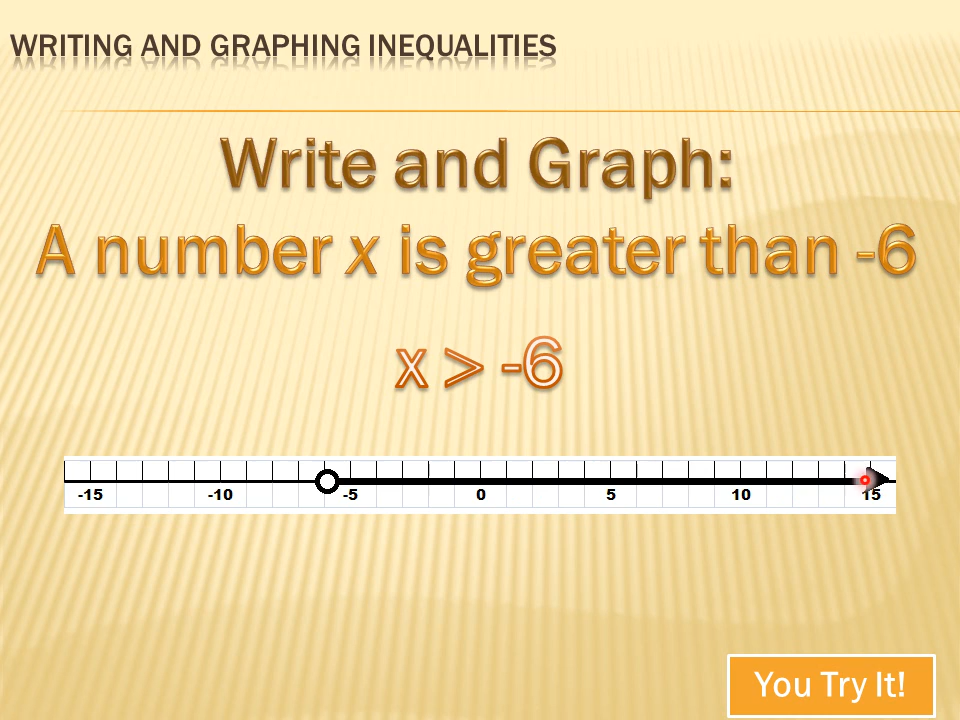 WRITING AND GRAPHING INEQUALITIES
Write and Graph:
A number x is greater than -6
x > -6
-15 -10 -5 0 5 10 15
You Try It!